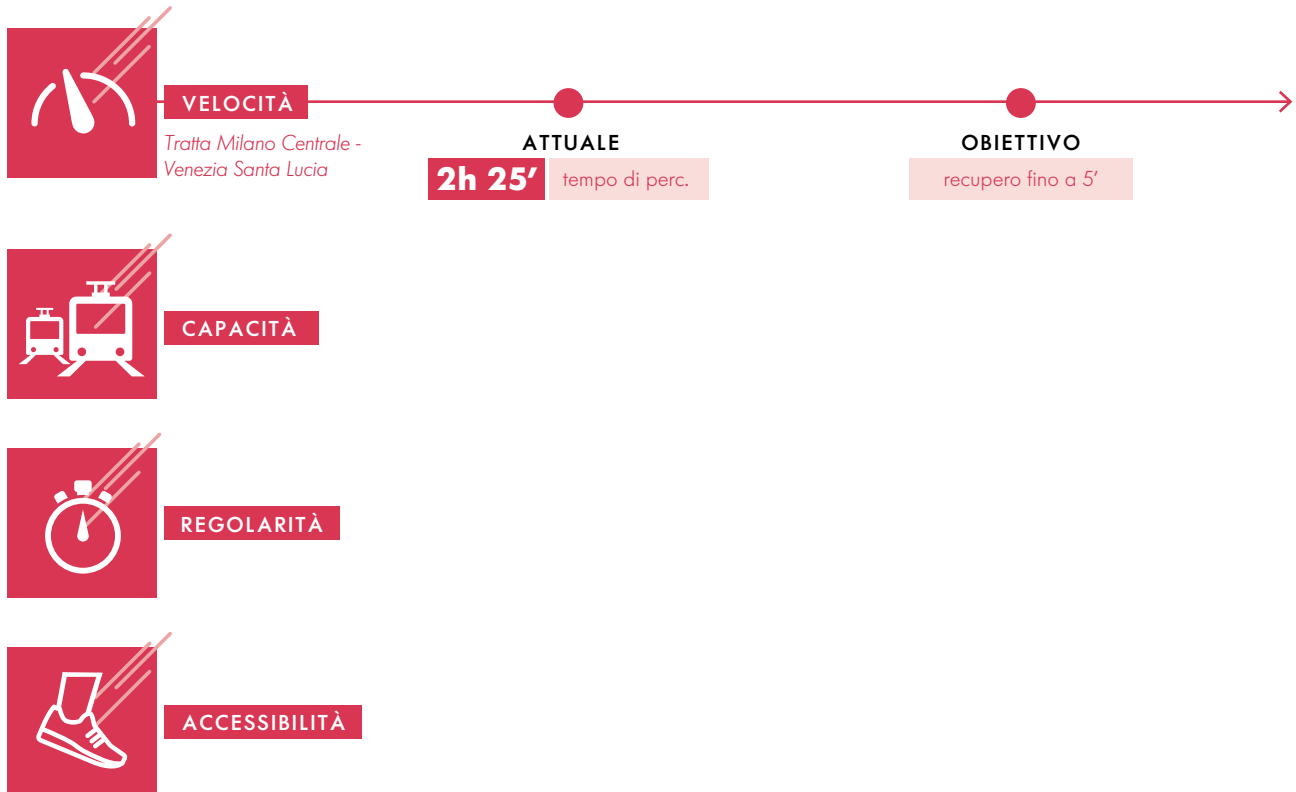 VELOCITÀ
Tratta Milano Centrale -
Venezia Santa Lucia
ATTUALE
2h 25’ tempo di perc.
OBIETTIVO
recupero fino a 5’
CAPACITÀ
REGOLARITÀ
ACCESSIBILITÀ